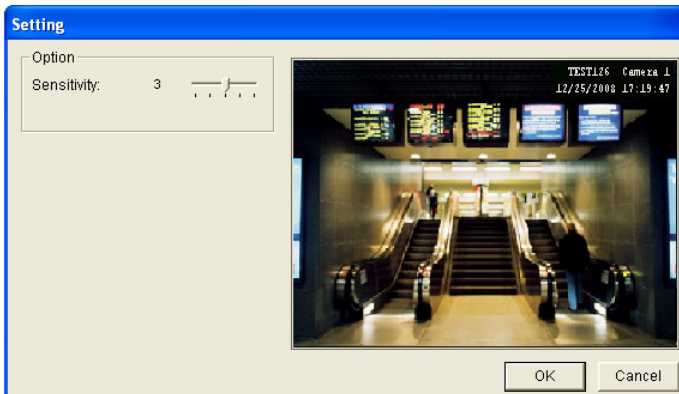 Setting
Option
Sensitivity: 3
TEST126 Camera 1
12/25/2008 17:19:47
OK Cancel